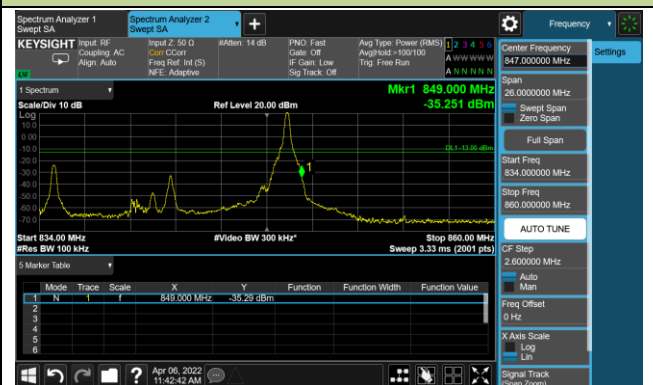 Spectrum Analyzer 1
Swept SA
Spectrum Analyzer 2
Swept SA
Frequency
KEYSIGHT
Input: RF
Coupling: AC
Align: Auto
Input Z: 50 Ω
Corr CCorr
Freq Ref: Int (S)
NFE: Adaptive
#Atten: 14 dB
PNO: Fast
Gate: Off
IF Gain: Low
Sig Track: Off
Avg Type: Power (RMS)
Avg|Hold:>100/100
Trig: Free Run
1 2 3 4 5 6
A W W W W W
A N N N N N
Center Frequency
847.000000 MHz
Settings
Span
26.0000000 MHz
Swept Span
Zero Span
Full Span
Start Freq
834.000000 MHz
Stop Freq
860.000000 MHz
AUTO TUNE
CF Step
2.600000 MHz
Auto
Man
Freq Offset
0 Hz
X Axis Scale
Log
Lin
Signal Track
(Span Zoom)
1 Spectrum
Scale/Div 10 dB
Ref Level 20.00 dBm
Mkr1 849.000 MHz
-35.251 dBm
Log
10.0
0.00
-10.0
-20.0
-30.0
-40.0
-50.0
-60.0
-70.0
DL1 -13.00 dBm
1
Start 834.00 MHz
#Res BW 100 kHz
#Video BW 300 kHz*
Stop 860.00 MHz
Sweep 3.33 ms (2001 pts)
5 Marker Table
Mode Trace Scale X Y Function Function Width Function Value
1 N 1 f 849.000 MHz -35.29 dBm
2
3
4
5
6
Apr 06, 2022
11:42:42 AM